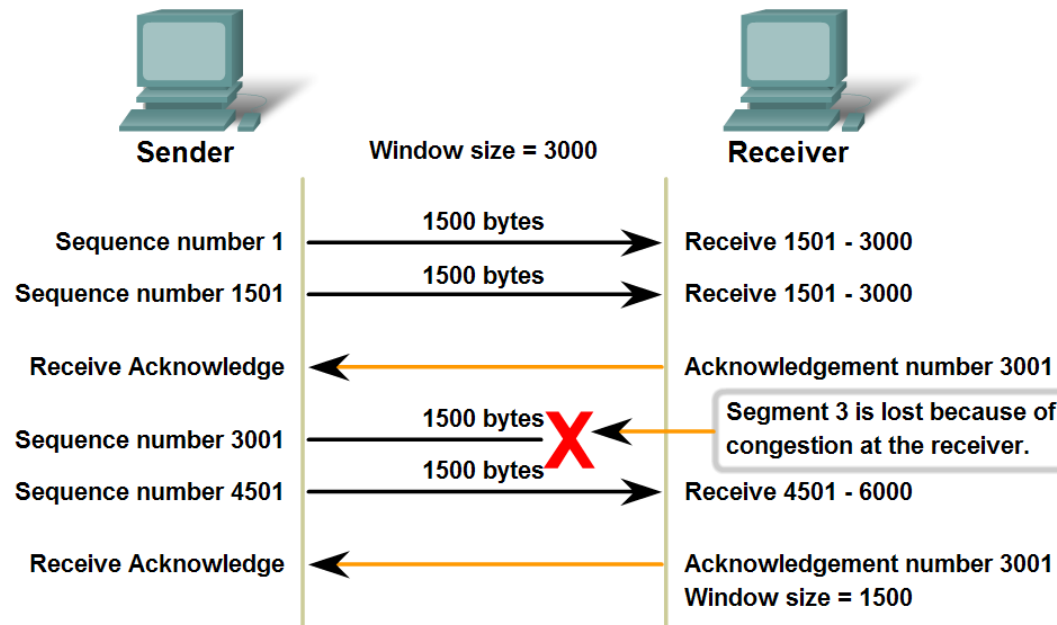 Sender
Window size = 3000
Receiver
1500 bytes
Sequence number 1
Receive 1501 - 3000
1500 bytes
Sequence number 1501
Receive 1501 - 3000
Receive Acknowledge
Acknowledgement number 3001
1500 bytes
Sequence number 3001
X
Segment 3 is lost because of
congestion at the receiver.
1500 bytes
Sequence number 4501
Receive 4501 - 6000
Receive Acknowledge
Acknowledgement number 3001
Window size = 1500